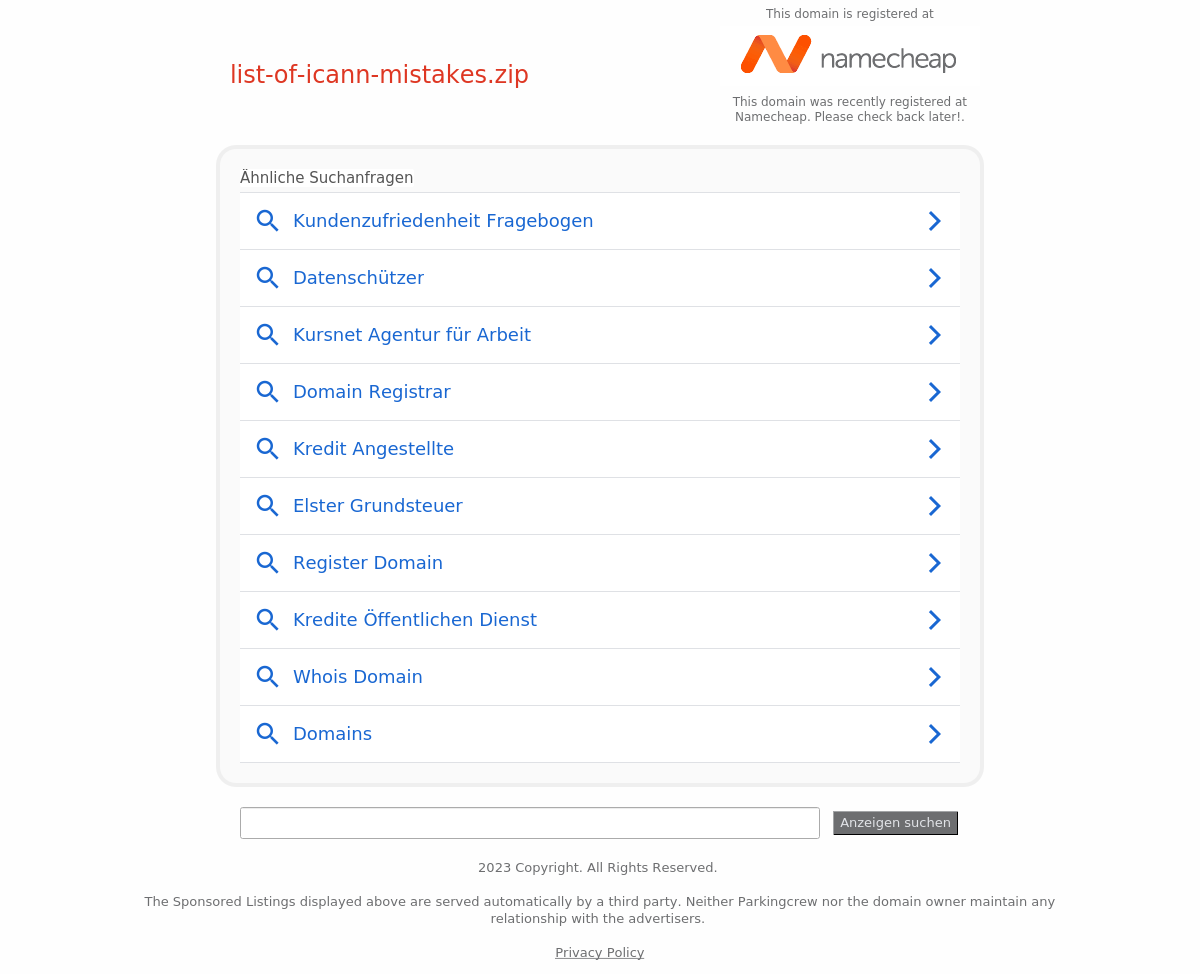 This domain is registered at
namecheap
list-of-icann-mistakes.zip
This domain was recently registered at
Namecheap. Please check back later!.
Ähnliche Suchanfragen
Kundenzufriedenheit Fragebogen
Datenschützer
Kursnet Agentur für Arbeit
Domain Registrar
Kredit Angestellte
Elster Grundsteuer
Register Domain
Kredite Öffentlichen Dienst
Whois Domain
Domains
Anzeigen suchen
2023 Copyright. All Rights Reserved.
The Sponsored Listings displayed above are served automatically by a third party. Neither Parkingcrew nor the domain owner maintain any
relationship with the advertisers.
Privacy Policy